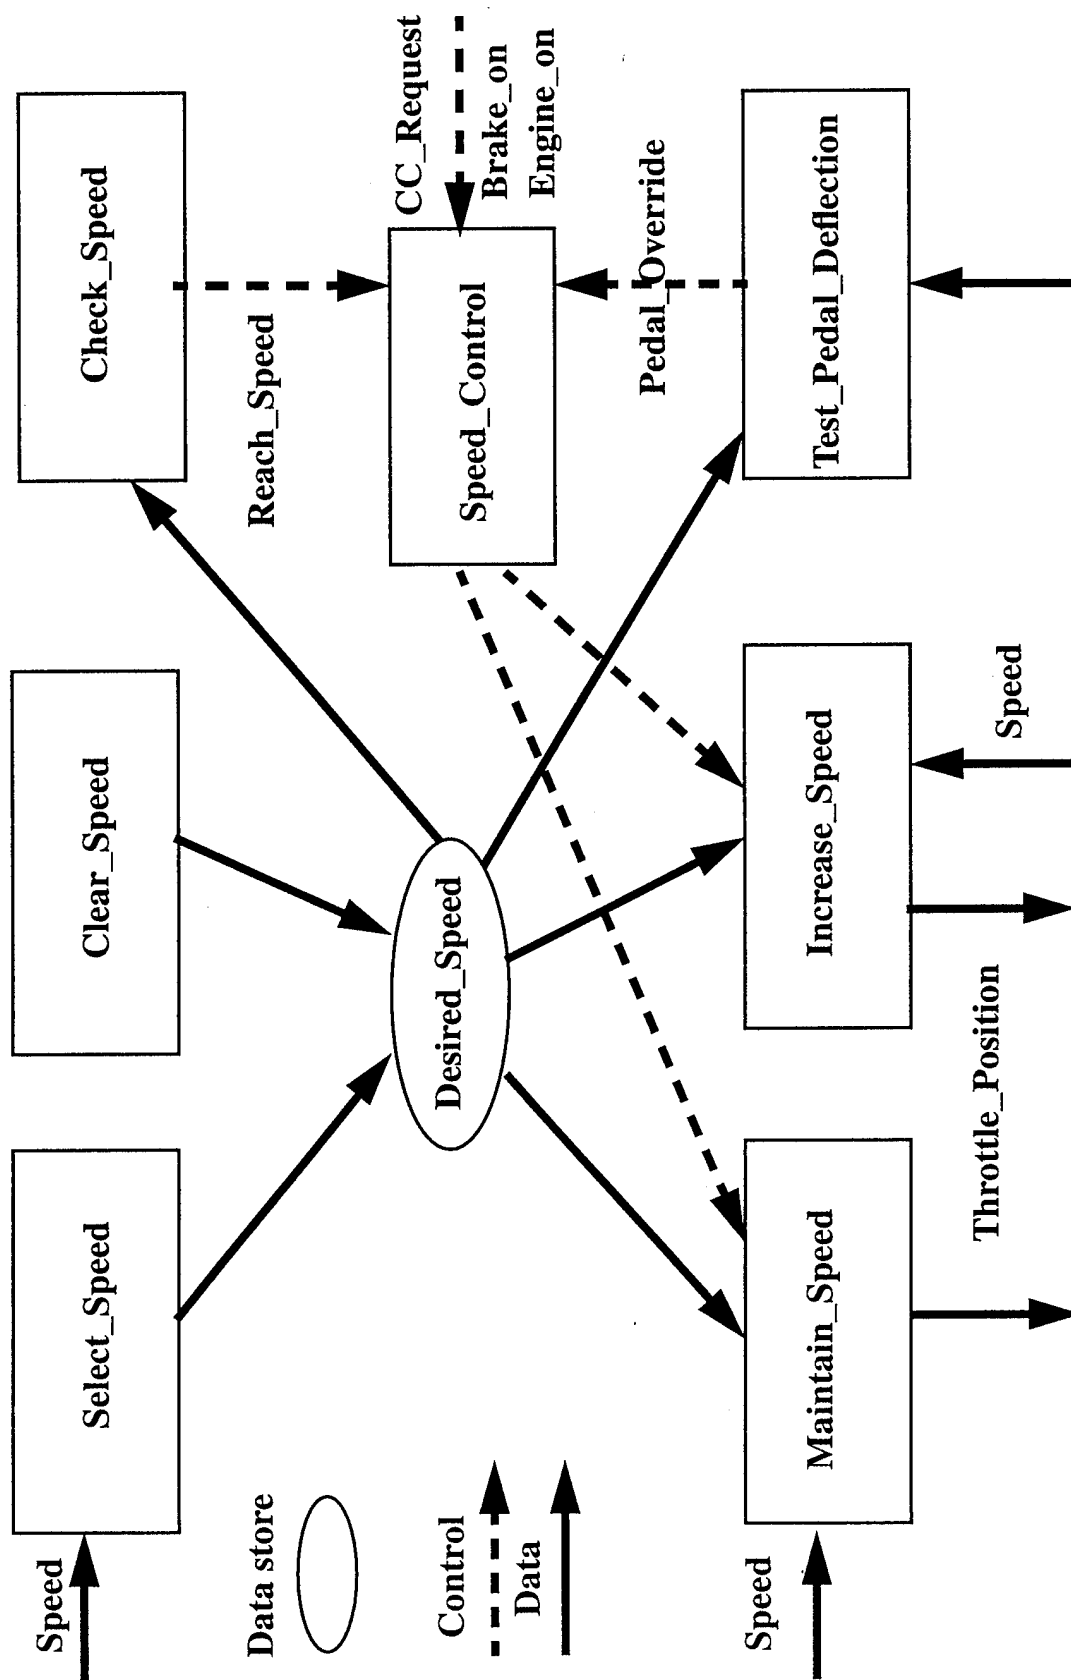 Speed
Select_Speed
Clear_Speed
Check_Speed
Data store
Reach_Speed
CC_Request
Control
Desired_Speed
Speed_Control
Brake_on
Data
Engine_on
Pedal_Override
Speed
Maintain_Speed
Increase_Speed
Test_Pedal_Deflection
Throttle_Position
Speed